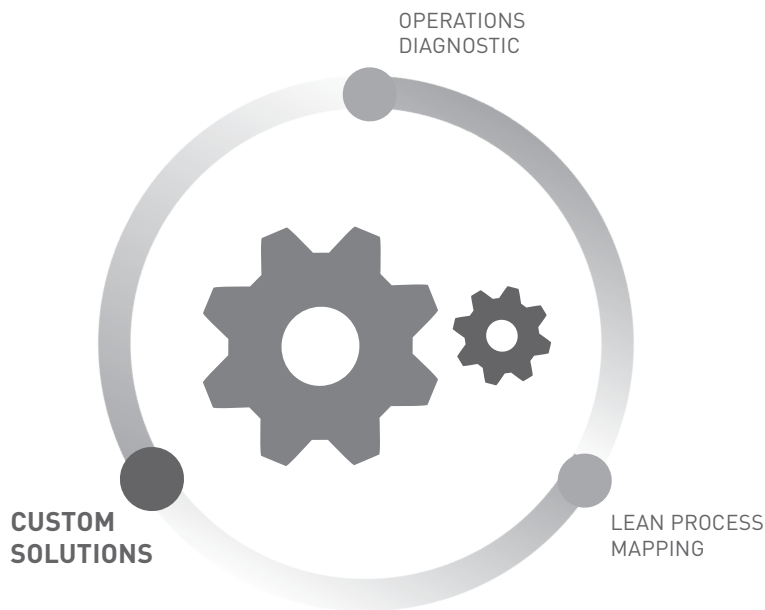 OPERATIONS
DIAGNOSTIC
CUSTOM
SOLUTIONS
LEAN PROCESS
MAPPING